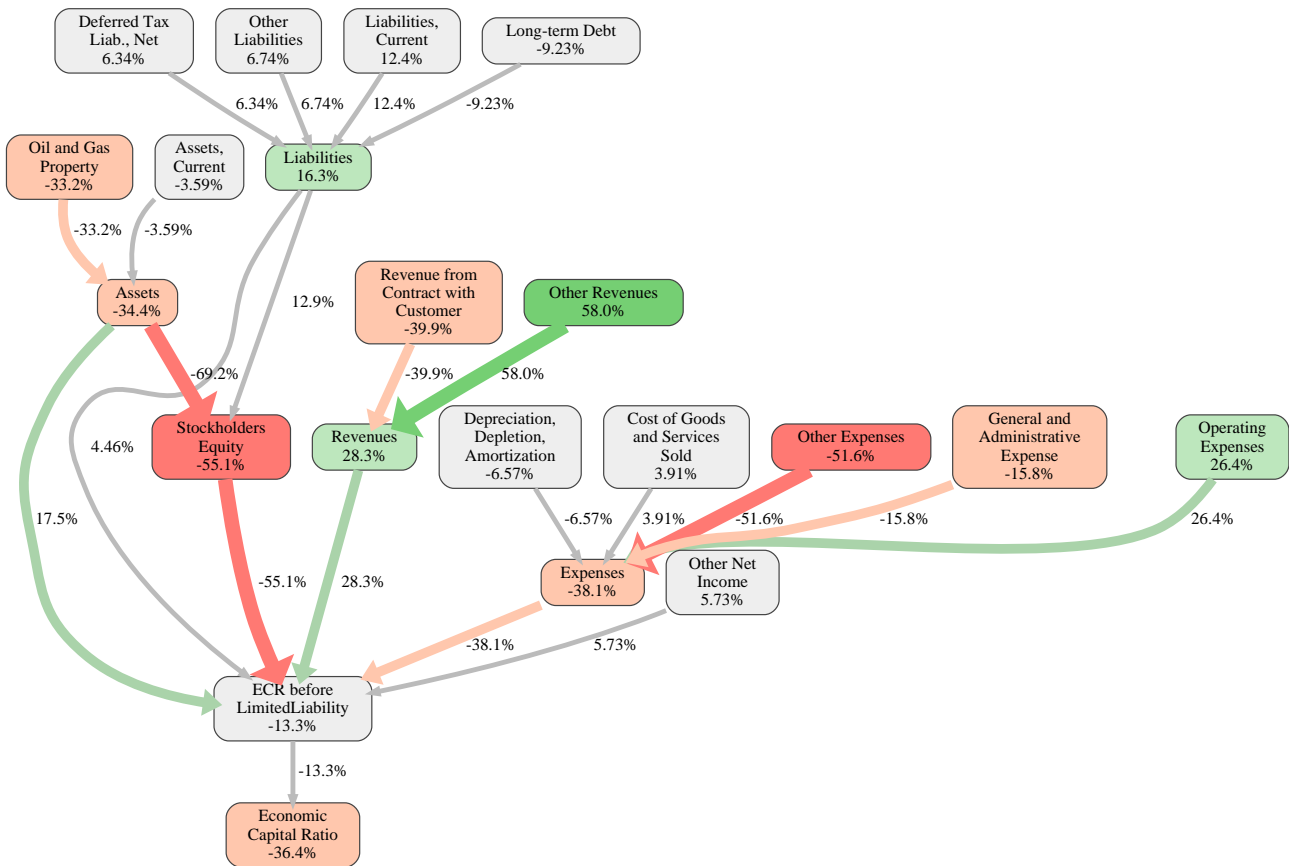 Deferred Tax
Liab., Net
6.34%
Other
Liabilities
6.74%
Liabilities,
Current
12.4%
Long-term Debt
-9.23%
6.34%
6.74%
12.4%
-9.23%
Oil and Gas
Property
-33.2%
Assets,
Current
-3.59%
Liabilities
16.3%
-33.2%
-3.59%
Assets
-34.4%
12.9%
Revenue from
Contract with
Customer
-39.9%
Other Revenues
58.0%
-69.2%
-39.9%
58.0%
4.46%
Stockholders
Equity
-55.1%
Revenues
28.3%
Depreciation,
Depletion,
Amortization
-6.57%
Cost of Goods
and Services
Sold
3.91%
Other Expenses
-51.6%
General and
Administrative
Expense
-15.8%
Operating
Expenses
26.4%
17.5%
-6.57%
3.91%
-51.6%
-15.8%
26.4%
-55.1%
28.3%
Expenses
-38.1%
Other Net
Income
5.73%
-38.1%
5.73%
ECR before
LimitedLiability
-13.3%
-13.3%
Economic
Capital Ratio
-36.4%